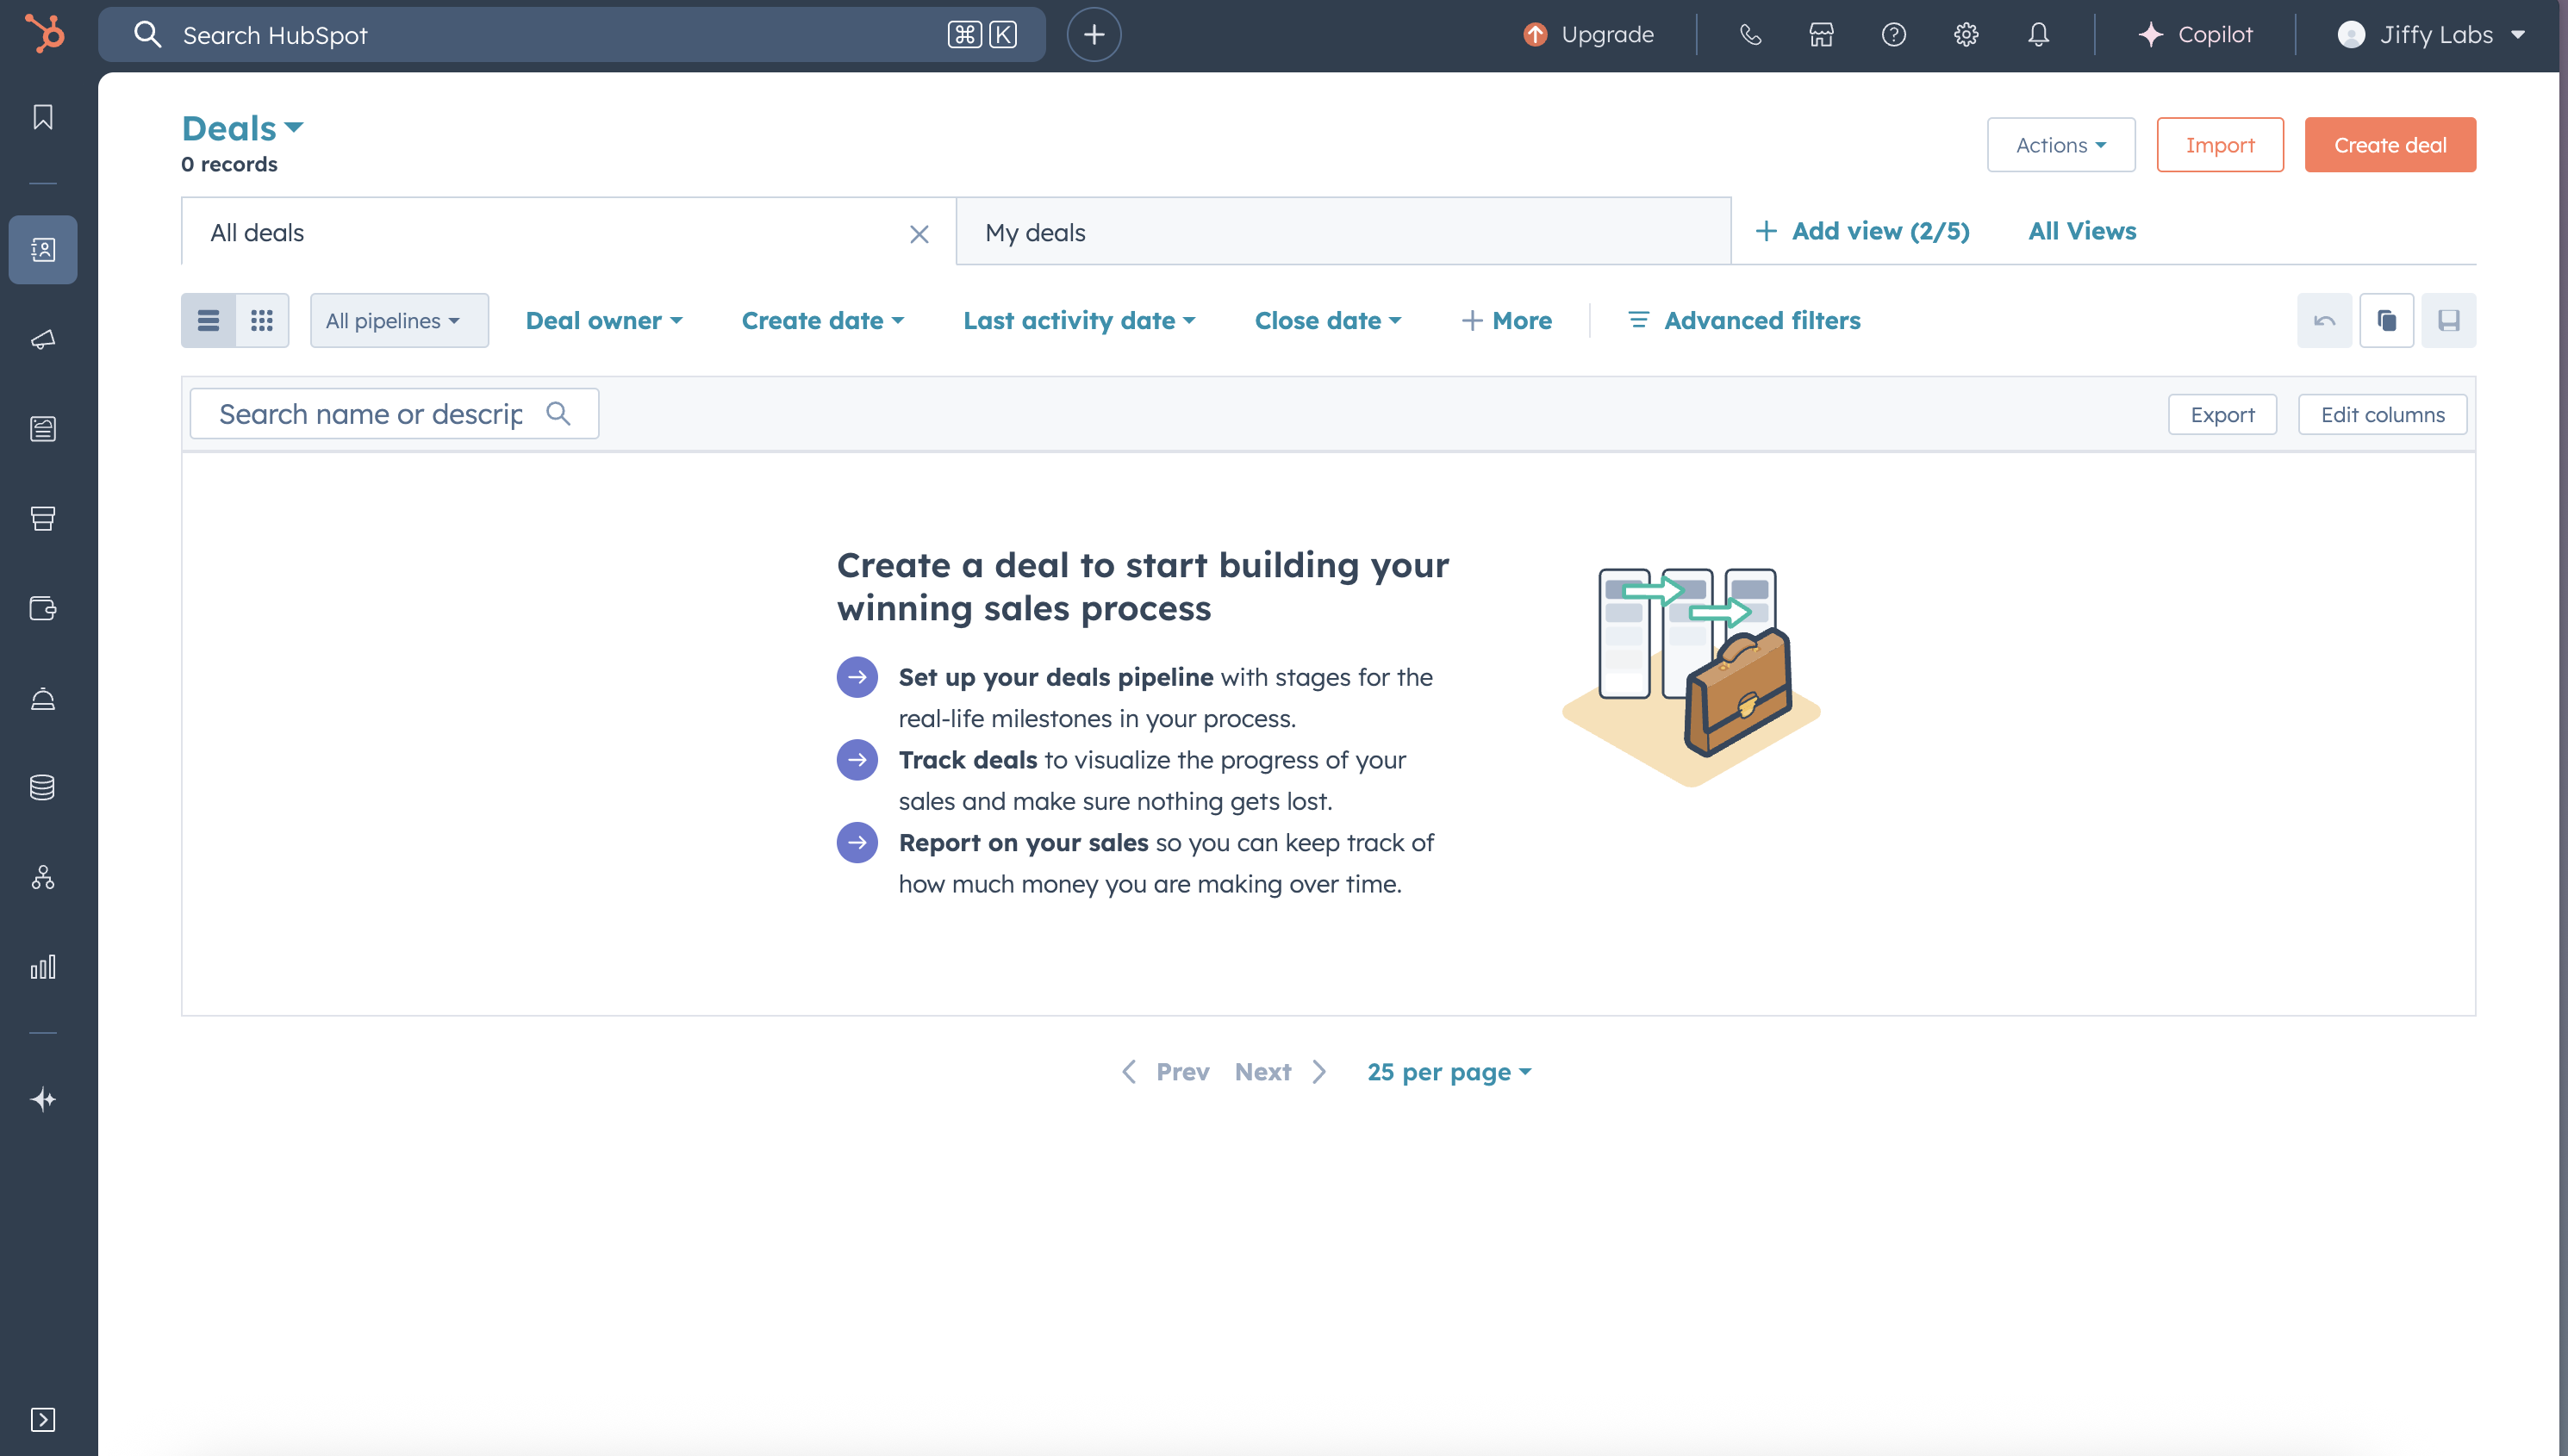 Search HubSpot
⌘ K
Upgrade
Copilot
Jiffy Labs
Deals
0 records
Actions
Import
Create deal
All deals
My deals
Add view (2/5)
All Views
All pipelines
Deal owner
Create date
Last activity date
Close date
More
Advanced filters
Search name or descrip
Export
Edit columns
Create a deal to start building your
winning sales process
Set up your deals pipeline with stages for the
real-life milestones in your process.
Track deals to visualize the progress of your
sales and make sure nothing gets lost.
Report on your sales so you can keep track of
how much money you are making over time.
Prev
Next
25 per page